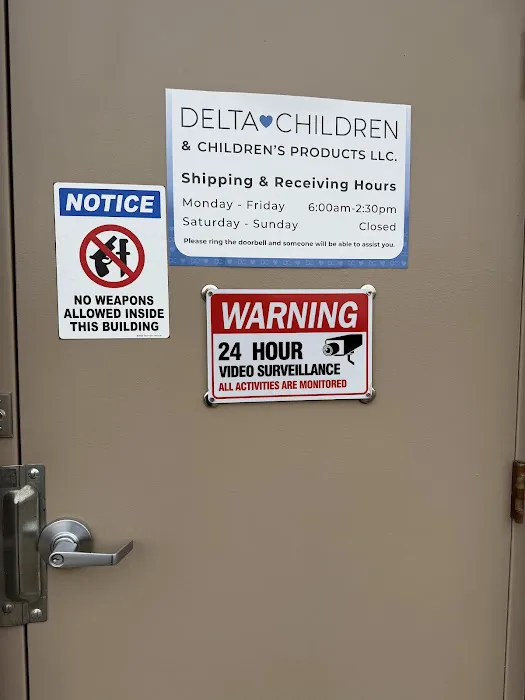 DELTA CHILDREN
& CHILDREN'S PRODUCTS LLC.
Shipping & Receiving Hours
Monday - Friday 6:00am-2:30pm
Saturday - Sunday Closed
Please ring the doorbell and someone will be able to assist you.
NOTICE
NO WEAPONS
ALLOWED INSIDE
THIS BUILDING
WARNING
24 HOUR
VIDEO SURVEILLANCE
ALL ACTIVITIES ARE MONITORED